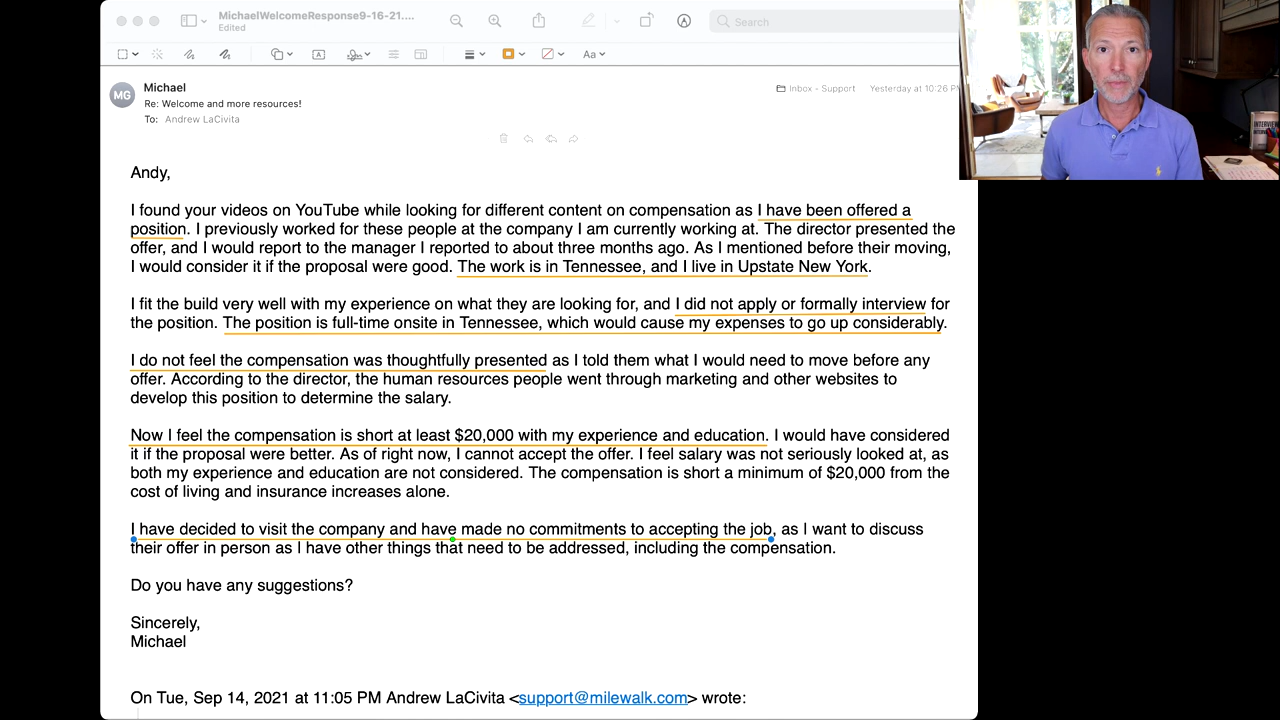 MichaelWelcomeResponse9-16-21....
Edited
Search
Aa
MG
Michael
Inbox - Support Yesterday at 10:26 P
Re: Welcome and more resources!
To: Andrew LaCivita
Andy,
I found your videos on YouTube while looking for different content on compensation as I have been offered a
position. I previously worked for these people at the company I am currently working at. The director presented the
offer, and I would report to the manager I reported to about three months ago. As I mentioned before their moving,
I would consider it if the proposal were good. The work is in Tennessee, and I live in Upstate New York.
I fit the build very well with my experience on what they are looking for, and I did not apply or formally interview for
the position. The position is full-time onsite in Tennessee, which would cause my expenses to go up considerably.
I do not feel the compensation was thoughtfully presented as I told them what I would need to move before any
offer. According to the director, the human resources people went through marketing and other websites to
develop this position to determine the salary.
Now I feel the compensation is short at least $20,000 with my experience and education. I would have considered
it if the proposal were better. As of right now, I cannot accept the offer. I feel salary was not seriously looked at, as
both my experience and education are not considered. The compensation is short a minimum of $20,000 from the
cost of living and insurance increases alone.
I have decided to visit the company and have made no commitments to accepting the job, as I want to discuss
their offer in person as I have other things that need to be addressed, including the compensation.
Do you have any suggestions?
Sincerely,
Michael
On Tue, Sep 14, 2021 at 11:05 PM Andrew LaCivita <support@milewalk.com> wrote:
INTERVIEW